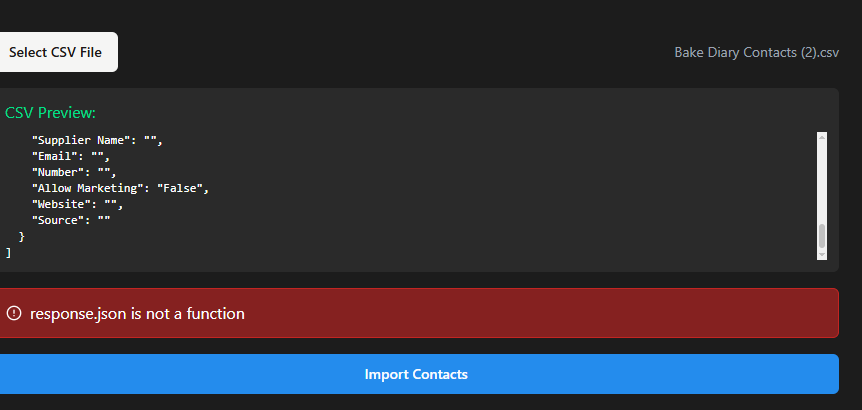 Select CSV File
Bake Diary Contacts (2).csv
CSV Preview:
"Supplier Name": "",
"Email": "",
"Number": "",
"Allow Marketing": "False",
"Website": "",
"Source": ""
}
]
response.json is not a function
Import Contacts